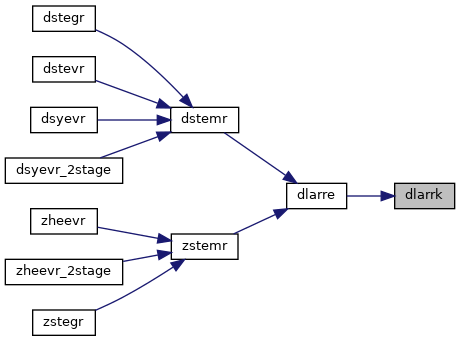 dstegr
dstevr
dsyevr
dsyevr_2stage
dstemr
dlarre
dlarrk
zheevr
zstemr
zheevr_2stage
zstegr